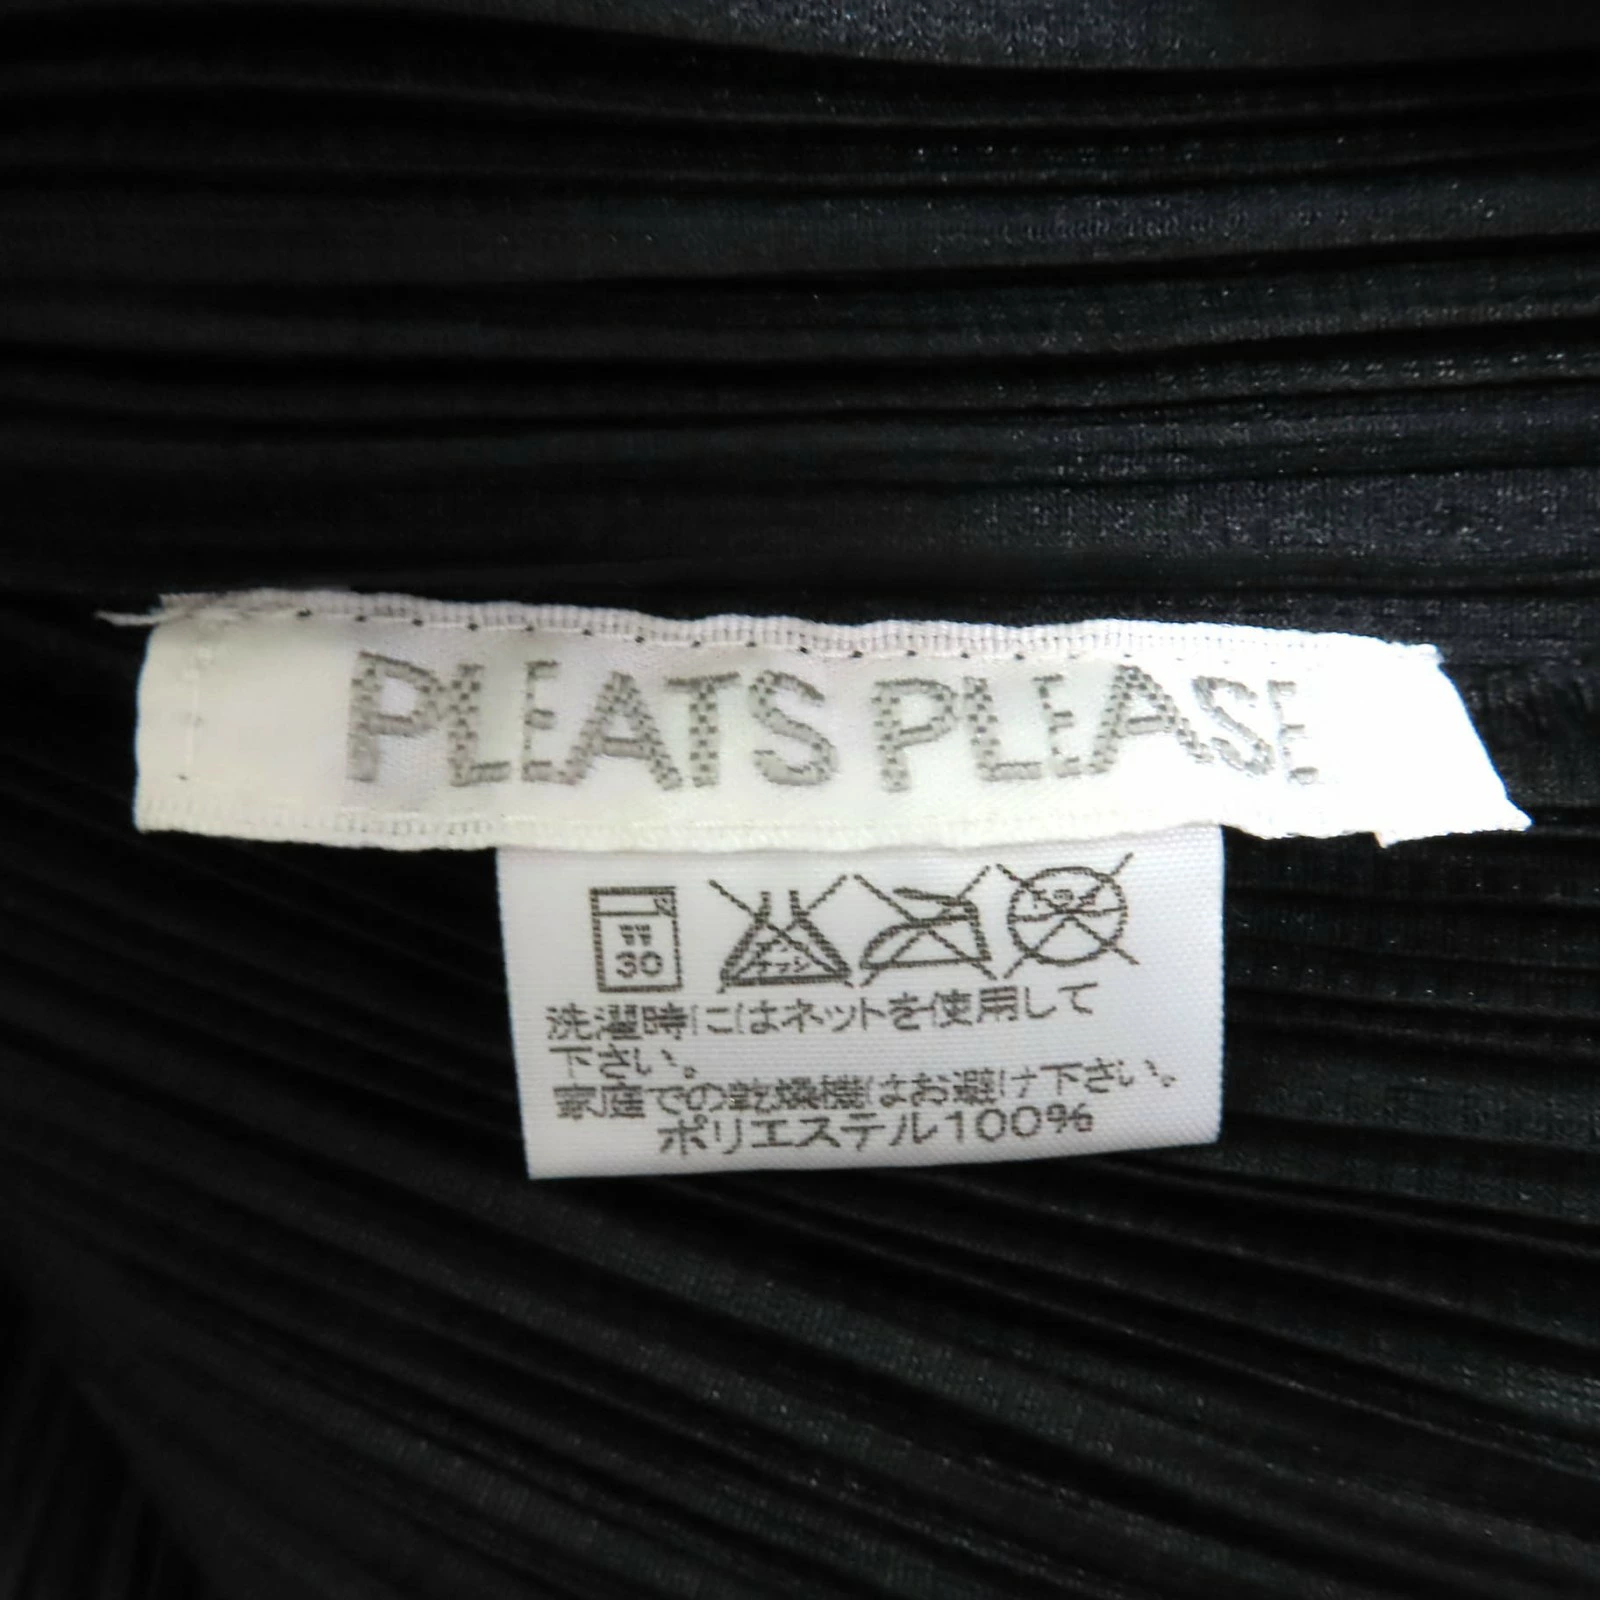 PLEATS PLEASE
弱
30
洗濯時にはネットを使用して
下さい。
家庭での乾燥機はお避け下さい。
ポリエステル100%